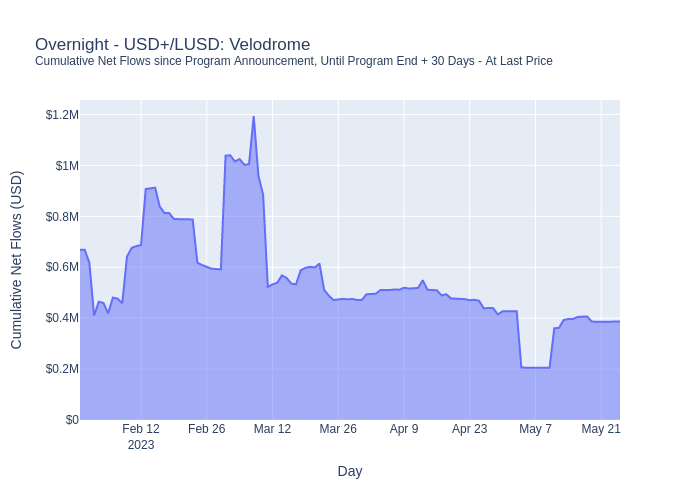 Overnight - USD+/LUSD: Velodrome
Cumulative Net Flows since Program Announcement, Until Program End + 30 Days - At Last Price
Cumulative Net Flows (USD)
$1.2M
$1M
$0.8M
$0.6M
$0.4M
$0.2M
$0
Feb 12 Feb 26 Mar 12 Mar 26 Apr 9 Apr 23 May 7 May 21
2023
Day